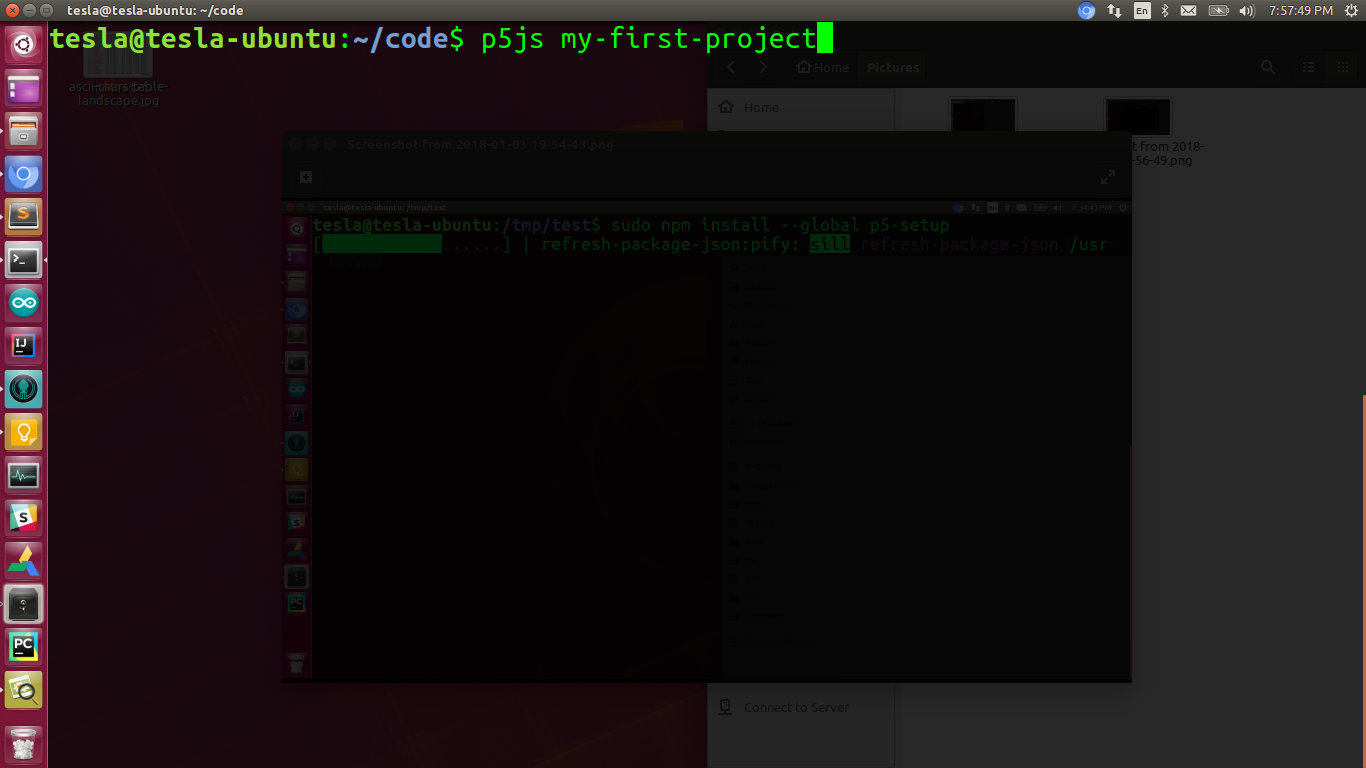 tesla@tesla-ubuntu: ~/code
En
7:57:49 PM
tesla@tesla-ubuntu:~/code$ p5js my-first-project
landscape.jpg
Home
Pictures
Home
Screenshot from 2018-01-03 19-54-43.png
t from 2018-
-56-49.png
tesla@tesla-ubuntu: /tmp/test
tesla@tesla-ubuntu:/tmp/test$ sudo npm install --global p5-setup
[ ......] | refresh-package-json:pify: sill refresh-package-json /usr
IJ
S
PC
PC
Connect to Server